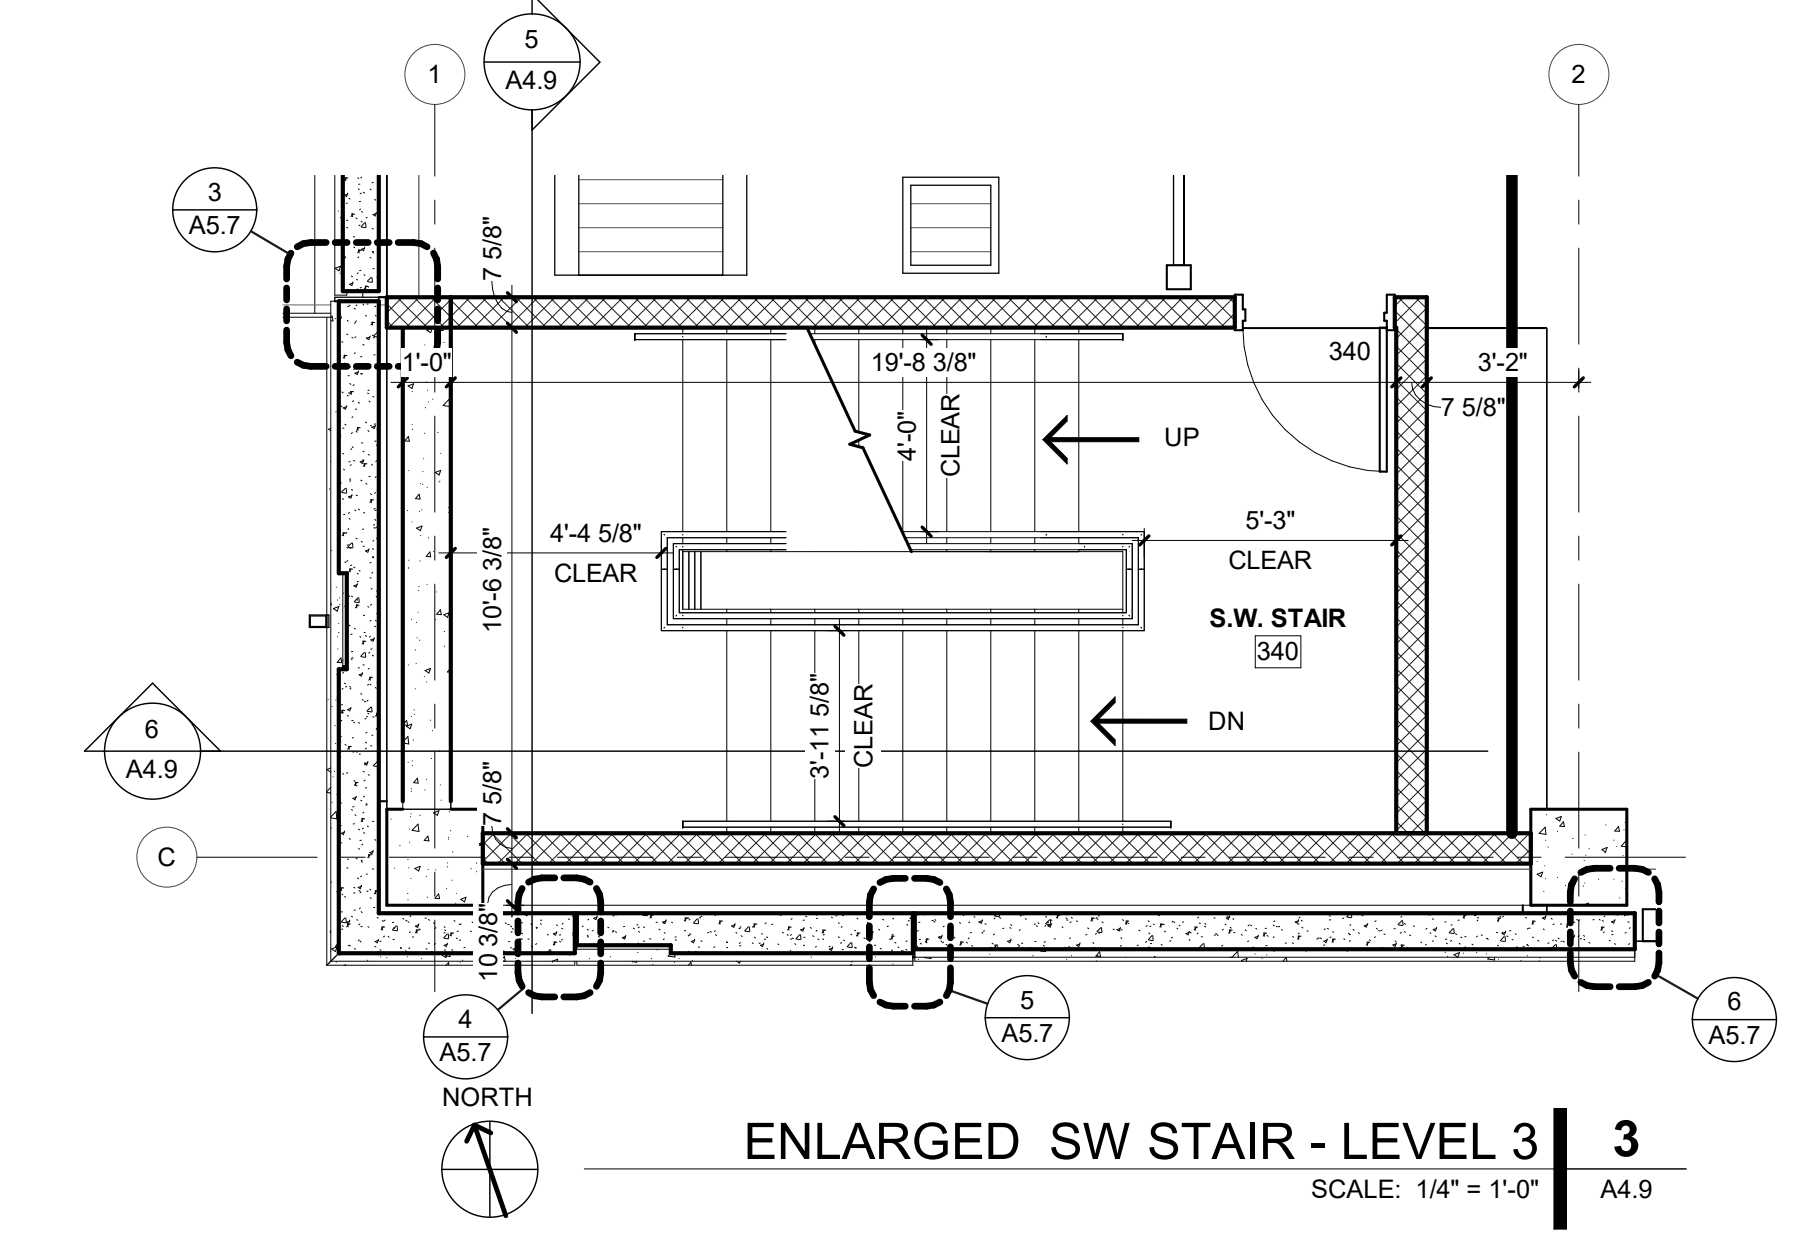 5
A4.9
1
2
3
A5.7
7 5/8"
1'-0"
19'-8 3/8"
340
3'-2"
7 5/8"
4'-0"
CLEAR
UP
4'-4 5/8"
CLEAR
10'-6 3/8"
5'-3"
CLEAR
S.W. STAIR
340
3'-11 5/8"
CLEAR
DN
6
A4.9
7 5/8"
C
10 3/8"
4
A5.7
5
A5.7
6
A5.7
NORTH
ENLARGED SW STAIR - LEVEL 3
3
SCALE: 1/4" = 1'-0"
A4.9